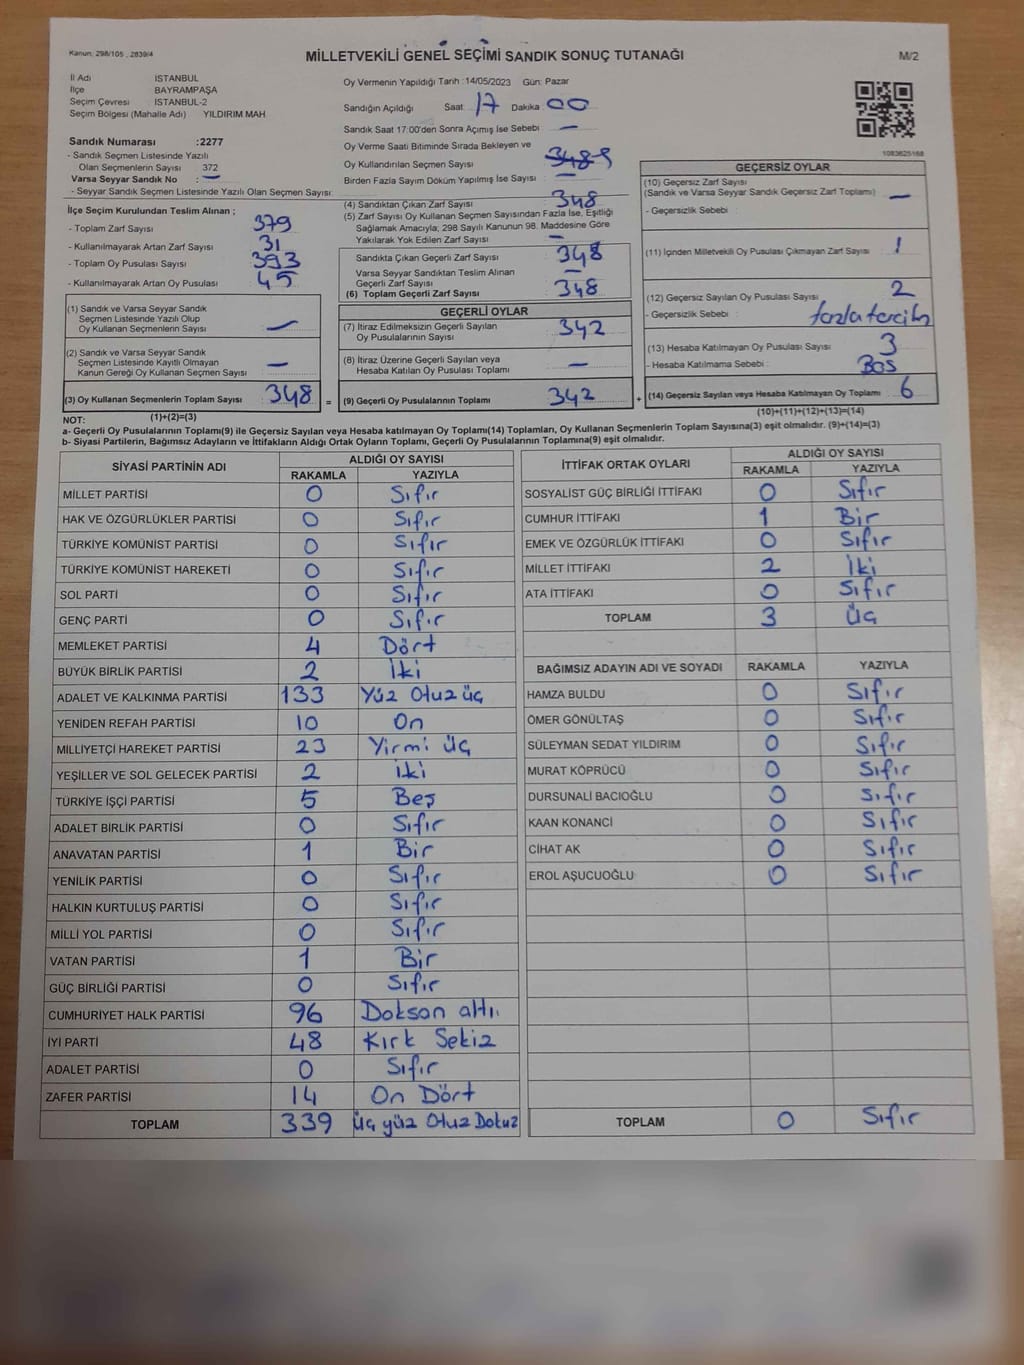 Kanun: 298/105 , 2839/4
MİLLETVEKİLİ GENEL SEÇİMİ SANDIK SONUÇ TUTANAĞI
M/2
İl Adı İSTANBUL
İlçe BAYRAMPAŞA
Seçim Çevresi : İSTANBUL-2
Seçim Bölgesi (Mahalle Adı) YILDIRIM MAH
Sandık Numarası :2277
- Sandık Seçmen Listesinde Yazılı
Olan Seçmenlerin Sayısı 372
Varsa Seyyar Sandık No : —
- Seyyar Sandık Seçmen Listesinde Yazılı Olan Seçmen Sayısı:
Oy Vermenin Yapıldığı Tarih :14/05/2023 Gün: Pazar
Sandığın Açıldığı Saat: 17 Dakika: 00
Sandık Saat 17:00'den Sonra Açımış İse Sebebi : —
Oy Verme Saati Bitiminde Sırada Bekleyen ve
Oy Kullandırılan Seçmen Sayısı :
Birden Fazla Sayım Döküm Yapılmış İse Sayısı : —
1083625168
İlçe Seçim Kurulundan Teslim Alınan ;
- Toplam Zarf Sayısı : 379
- Kullanılmayarak Artan Zarf Sayısı : 31
- Toplam Oy Pusulası Sayısı : 393
- Kullanılmayarak Artan Oy Pusulası : 45
(1) Sandık ve Varsa Seyyar Sandık
Seçmen Listesinde Yazılı Olup
Oy Kullanan Seçmenlerin Sayısı : —
(2) Sandık ve Varsa Seyyar Sandık
Seçmen Listesinde Kayıtlı Olmayan
Kanun Gereği Oy Kullanan Seçmen Sayısı : —
(3) Oy Kullanan Seçmenlerin Toplam Sayısı : 348 =
(1)+(2)=(3)
(4) Sandıktan Çıkan Zarf Sayısı : 348
(5) Zarf Sayısı Oy Kullanan Seçmen Sayısından Fazla İse, Eşitliği
Sağlamak Amacıyla, 298 Sayılı Kanunun 98. Maddesine Göre
Yakılarak Yok Edilen Zarf Sayısı : —
Sandıkta Çıkan Geçerli Zarf Sayısı : 348
Varsa Seyyar Sandıktan Teslim Alınan
Geçerli Zarf Sayısı : —
(6) Toplam Geçerli Zarf Sayısı : 348
GEÇERLİ OYLAR
(7) İtiraz Edilmeksizin Geçerli Sayılan
Oy Pusulalarının Sayısı : 342
(8) İtiraz Üzerine Geçerli Sayılan veya
Hesaba Katılan Oy Pusulası Toplamı : —
(9) Geçerli Oy Pusulalarının Toplamı : 342 +
GEÇERSİZ OYLAR
(10) Geçersiz Zarf Sayısı
(Sandık ve Varsa Seyyar Sandık Geçersiz Zarf Toplamı) : —
- Geçersizlik Sebebi :
(11) İçinden Milletvekili Oy Pusulası Çıkmayan Zarf Sayısı : 1
(12) Geçersiz Sayılan Oy Pusulası Sayısı : 2
- Geçersizlik Sebebi : fazla tercih
(13) Hesaba Katılmayan Oy Pusulası Sayısı : 3
- Hesaba Katılmama Sebebi : Boş
(14) Geçersiz Sayılan veya Hesaba Katılmayan Oy Toplamı : 6
(10)+(11)+(12)+(13)=(14)
NOT:
a- Geçerli Oy Pusulalarının Toplamı(9) ile Geçersiz Sayılan veya Hesaba katılmayan Oy Toplamı(14) Toplamları, Oy Kullanan Seçmenlerin Toplam Sayısına(3) eşit olmalıdır. (9)+(14)=(3)
b- Siyasi Partilerin, Bağımsız Adayların ve İttifakların Aldığı Ortak Oyların Toplamı, Geçerli Oy Pusulalarının Toplamına(9) eşit olmalıdır.
SİYASİ PARTİNİN ADI ALDIĞI OY SAYISI
RAKAMLA YAZIYLA
MİLLET PARTİSİ 0 Sıfır
HAK VE ÖZGÜRLÜKLER PARTİSİ 0 Sıfır
TÜRKİYE KOMÜNİST PARTİSİ 0 Sıfır
TÜRKİYE KOMÜNİST HAREKETİ 0 Sıfır
SOL PARTİ 0 Sıfır
GENÇ PARTİ 0 Sıfır
MEMLEKET PARTİSİ 4 Dört
BÜYÜK BİRLİK PARTİSİ 2 İki
ADALET VE KALKINMA PARTİSİ 133 Yüz Otuz üç
YENİDEN REFAH PARTİSİ 10 On
MİLLİYETÇİ HAREKET PARTİSİ 23 Yirmi üç
YEŞİLLER VE SOL GELECEK PARTİSİ 2 İki
TÜRKİYE İŞÇİ PARTİSİ 5 Beş
ADALET BİRLİK PARTİSİ 0 Sıfır
ANAVATAN PARTİSİ 1 Bir
YENİLİK PARTİSİ 0 Sıfır
HALKIN KURTULUŞ PARTİSİ 0 Sıfır
MİLLİ YOL PARTİSİ 0 Sıfır
VATAN PARTİSİ 1 Bir
GÜÇ BİRLİĞİ PARTİSİ 0 Sıfır
CUMHURİYET HALK PARTİSİ 96 Doksan altı.
İYİ PARTİ 48 Kırk Sekiz
ADALET PARTİSİ 0 Sıfır
ZAFER PARTİSİ 14 On Dört
TOPLAM 339 üç yüz Otuz Dokuz
İTTİFAK ORTAK OYLARI ALDIĞI OY SAYISI
RAKAMLA YAZIYLA
SOSYALİST GÜÇ BİRLİĞİ İTTİFAKI 0 Sıfır
CUMHUR İTTİFAKI 1 Bir
EMEK VE ÖZGÜRLÜK İTTİFAKI 0 Sıfır
MİLLET İTTİFAKI 2 İki
ATA İTTİFAKI 0 Sıfır
TOPLAM 3 Üç
BAĞIMSIZ ADAYIN ADI VE SOYADI RAKAMLA YAZIYLA
HAMZA BULDU 0 Sıfır
ÖMER GÖNÜLTAŞ 0 Sıfır
SÜLEYMAN SEDAT YILDIRIM 0 Sıfır
MURAT KÖPRÜCÜ 0 Sıfır
DURSUNALİ BACIOĞLU 0 Sıfır
KAAN KONANCİ 0 Sıfır
CİHAT AK 0 Sıfır
EROL AŞUCUOĞLU 0 Sıfır
TOPLAM 0 Sıfır